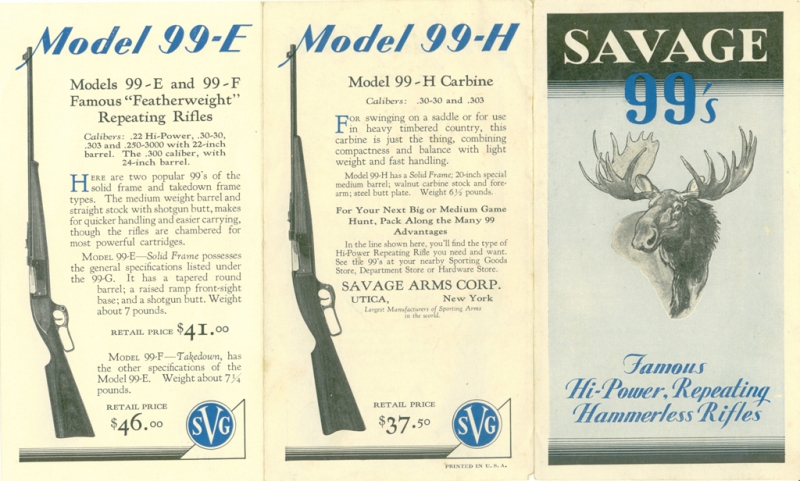 Model 99-E
Models 99-E and 99-F
Famous "Featherweight"
Repeating Rifles
Calibers: .22 Hi-Power, .30-30,
.303 and .250-3000 with 22-inch
barrel. The .300 caliber, with
24-inch barrel.
HERE are two popular 99's of the
solid frame and takedown frame
types. The medium weight barrel and
straight stock with shotgun butt, makes
for quicker handling and easier carrying,
though the rifles are chambered for
most powerful cartridges.
MODEL 99-E—Solid Frame possesses
the general specifications listed under
the 99-G. It has a tapered round
barrel; a raised ramp front-sight
base; and a shotgun butt. Weight
about 7 pounds.
RETAIL PRICE $41.00
MODEL 99-F—Takedown, has
the other specifications of the
Model 99-E. Weight about 7¼
pounds.
RETAIL PRICE
$46.00
SVG
Model 99-H
Model 99-H Carbine
Calibers: .30-30 and .303
FOR swinging on a saddle or for use
in heavy timbered country, this
carbine is just the thing, combining
compactness and balance with light
weight and fast handling.
Model 99-H has a Solid Frame; 20-inch special
medium barrel; walnut carbine stock and fore-
arm; steel butt plate. Weight 6½ pounds.
For Your Next Big or Medium Game
Hunt, Pack Along the Many 99
Advantages
In the line shown here, you'll find the type of
Hi-Power Repeating Rifle you need and want.
See the 99's at your nearby Sporting Goods
Store, Department Store or Hardware Store.
SAVAGE ARMS CORP.
UTICA, New York
Largest Manufacturers of Sporting Arms
in the world.
RETAIL PRICE
$37.50
SVG
PRINTED IN U. S. A.
SAVAGE
99's
Famous
Hi-Power, Repeating
Hammerless Rifles